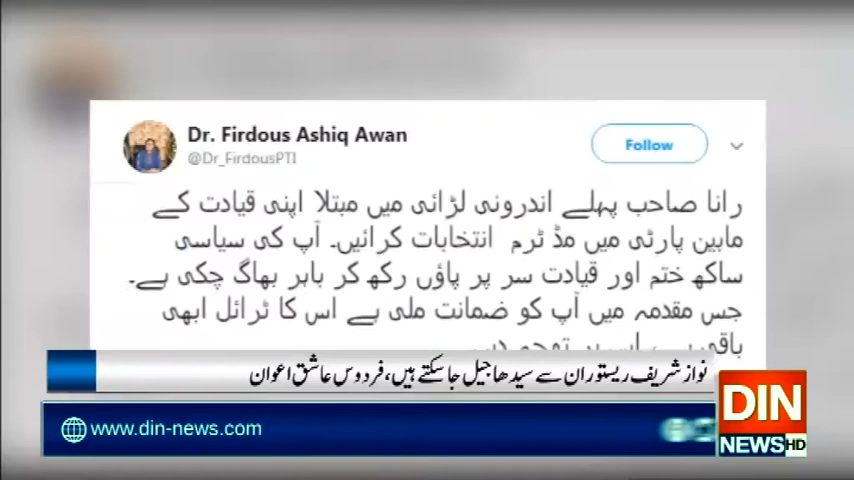 Dr. Firdous Ashiq Awan
@Dr_FirdousPTI
Follow
رانا صاحب پہلے اندرونی لڑائی میں مبتلا اپنی قیادت کے
مابین پارٹی میں مڈ ٹرم انتخابات کرائیں۔ آپ کی سیاسی
ساکھ ختم اور قیادت سر پر پاؤں رکھ کر باہر بھاگ چکی ہے۔
جس مقدمہ میں آپ کو ضمانت ملی ہے اس کا ٹرائل ابھی
باقی
نواز شریف ریستوران سے سیدھا جیل جا سکتے ہیں، فردوس عاشق اعوان
www.din-news.com
DIN
NEWS HD